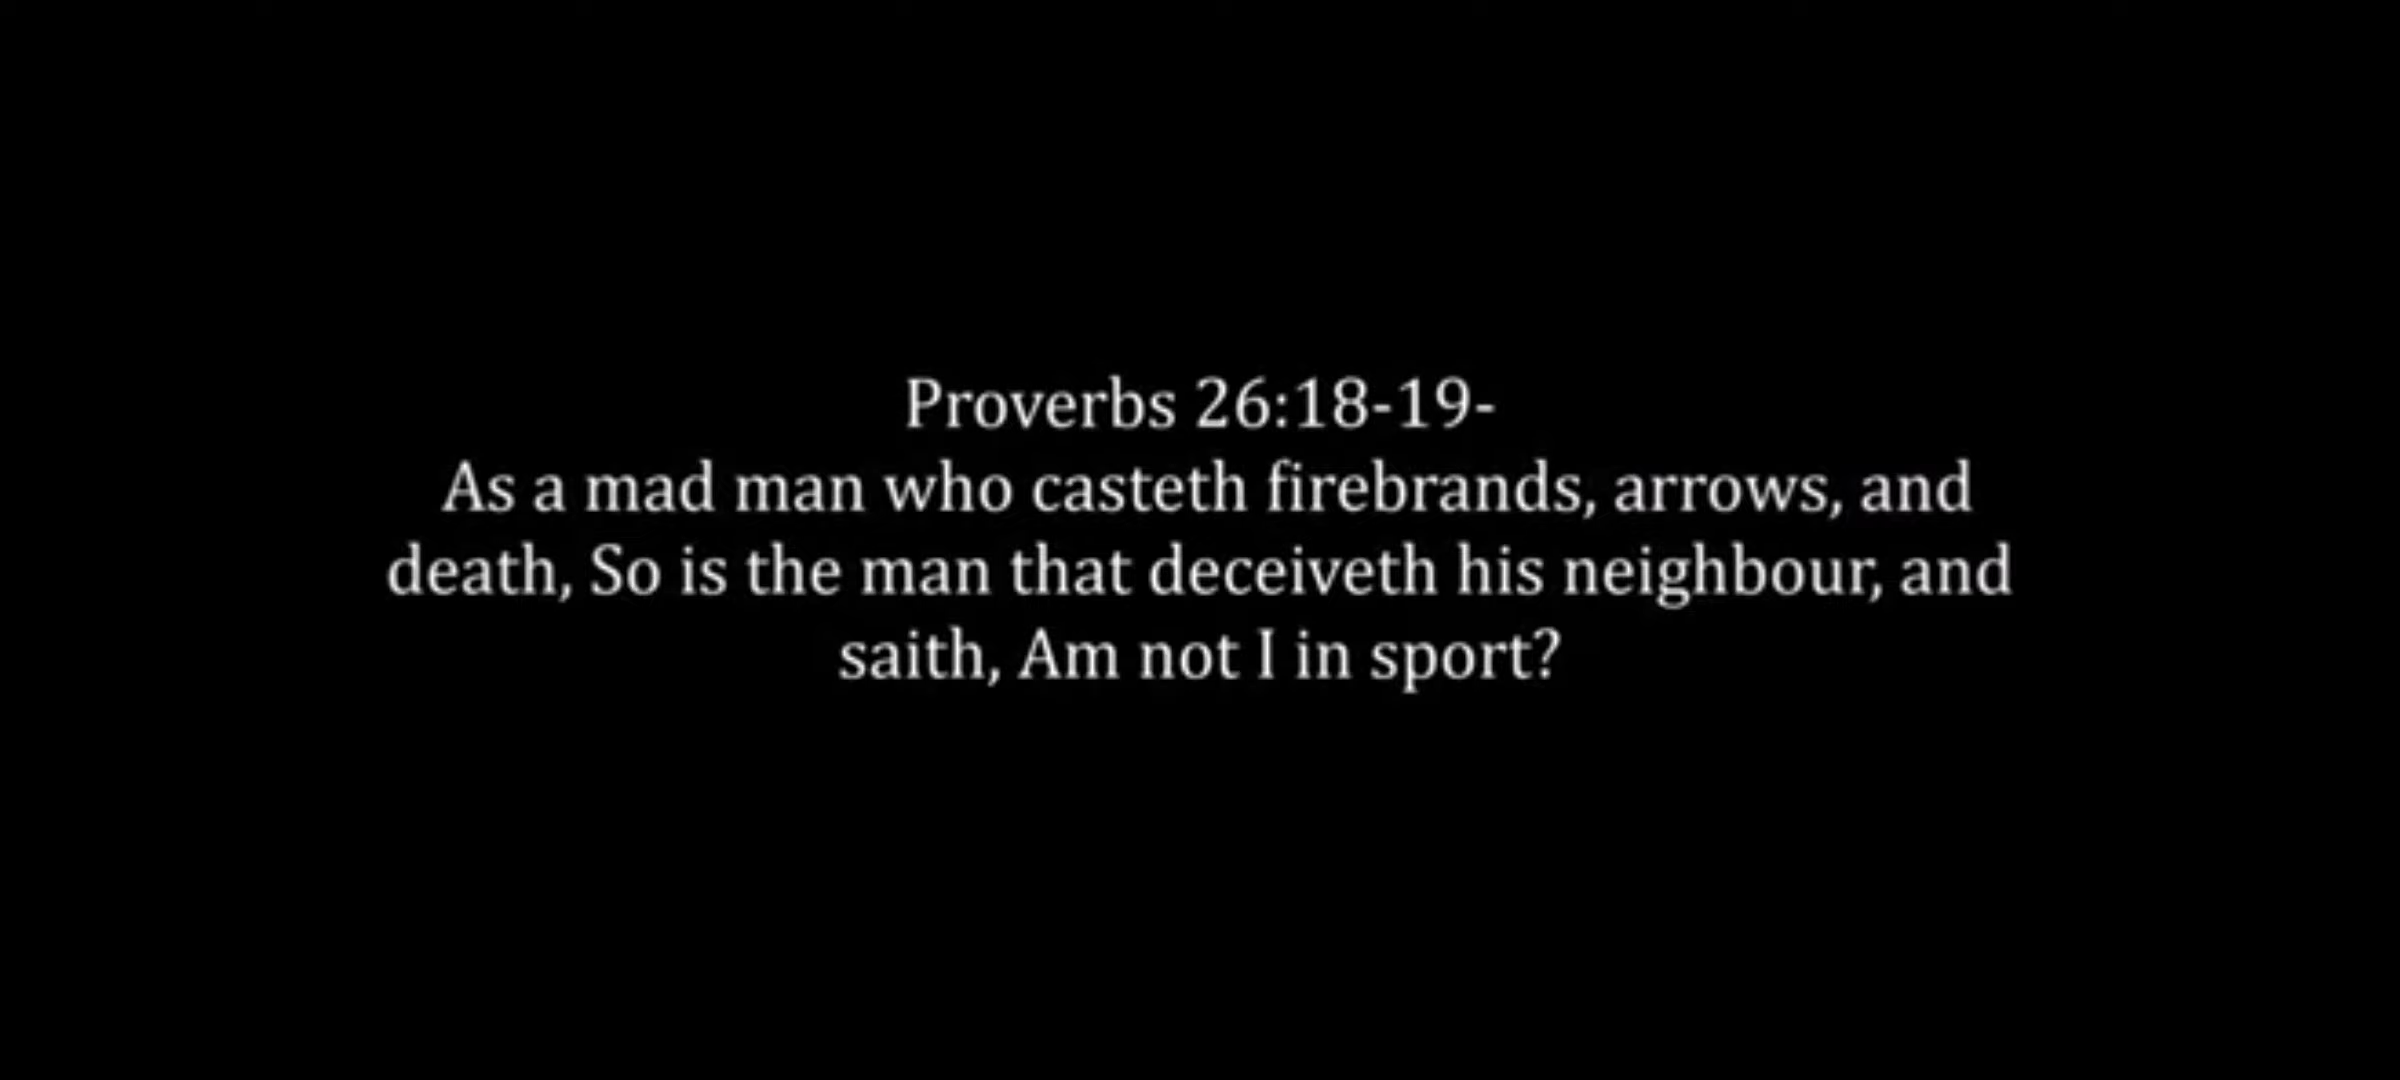 Proverbs 26:18-19-
As a mad man who casteth firebrands, arrows, and
death, So is the man that deceiveth his neighbour, and
saith, Am not I in sport?